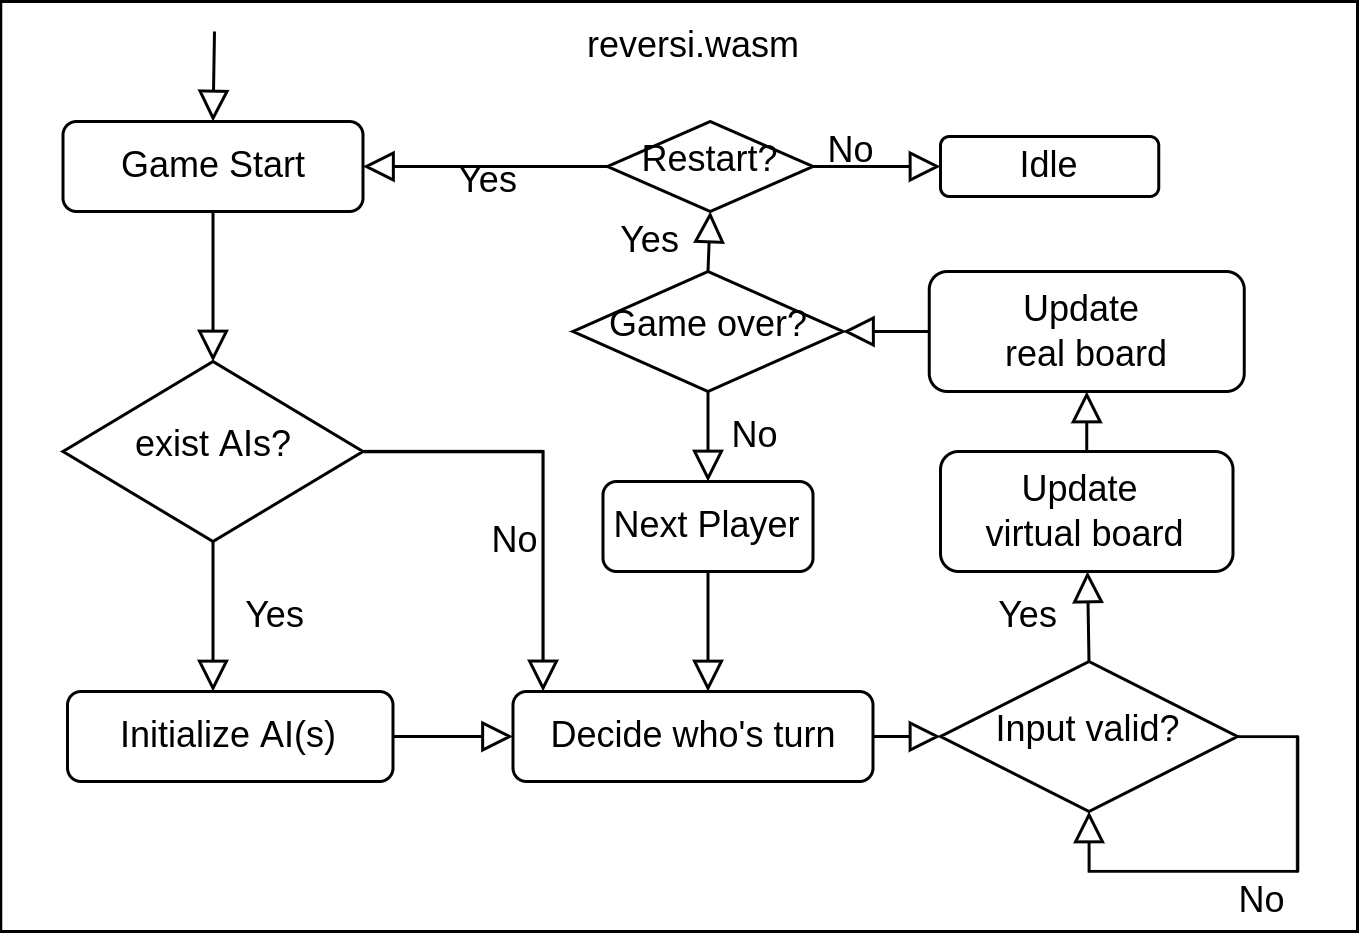 reversi.wasm
Game Start
Yes
Restart?
No
Idle
Yes
Game over?
Update
real board
exist AIs?
No
Next Player
Update
virtual board
No
Yes
Yes
Initialize AI(s)
Decide who's turn
Input valid?
No